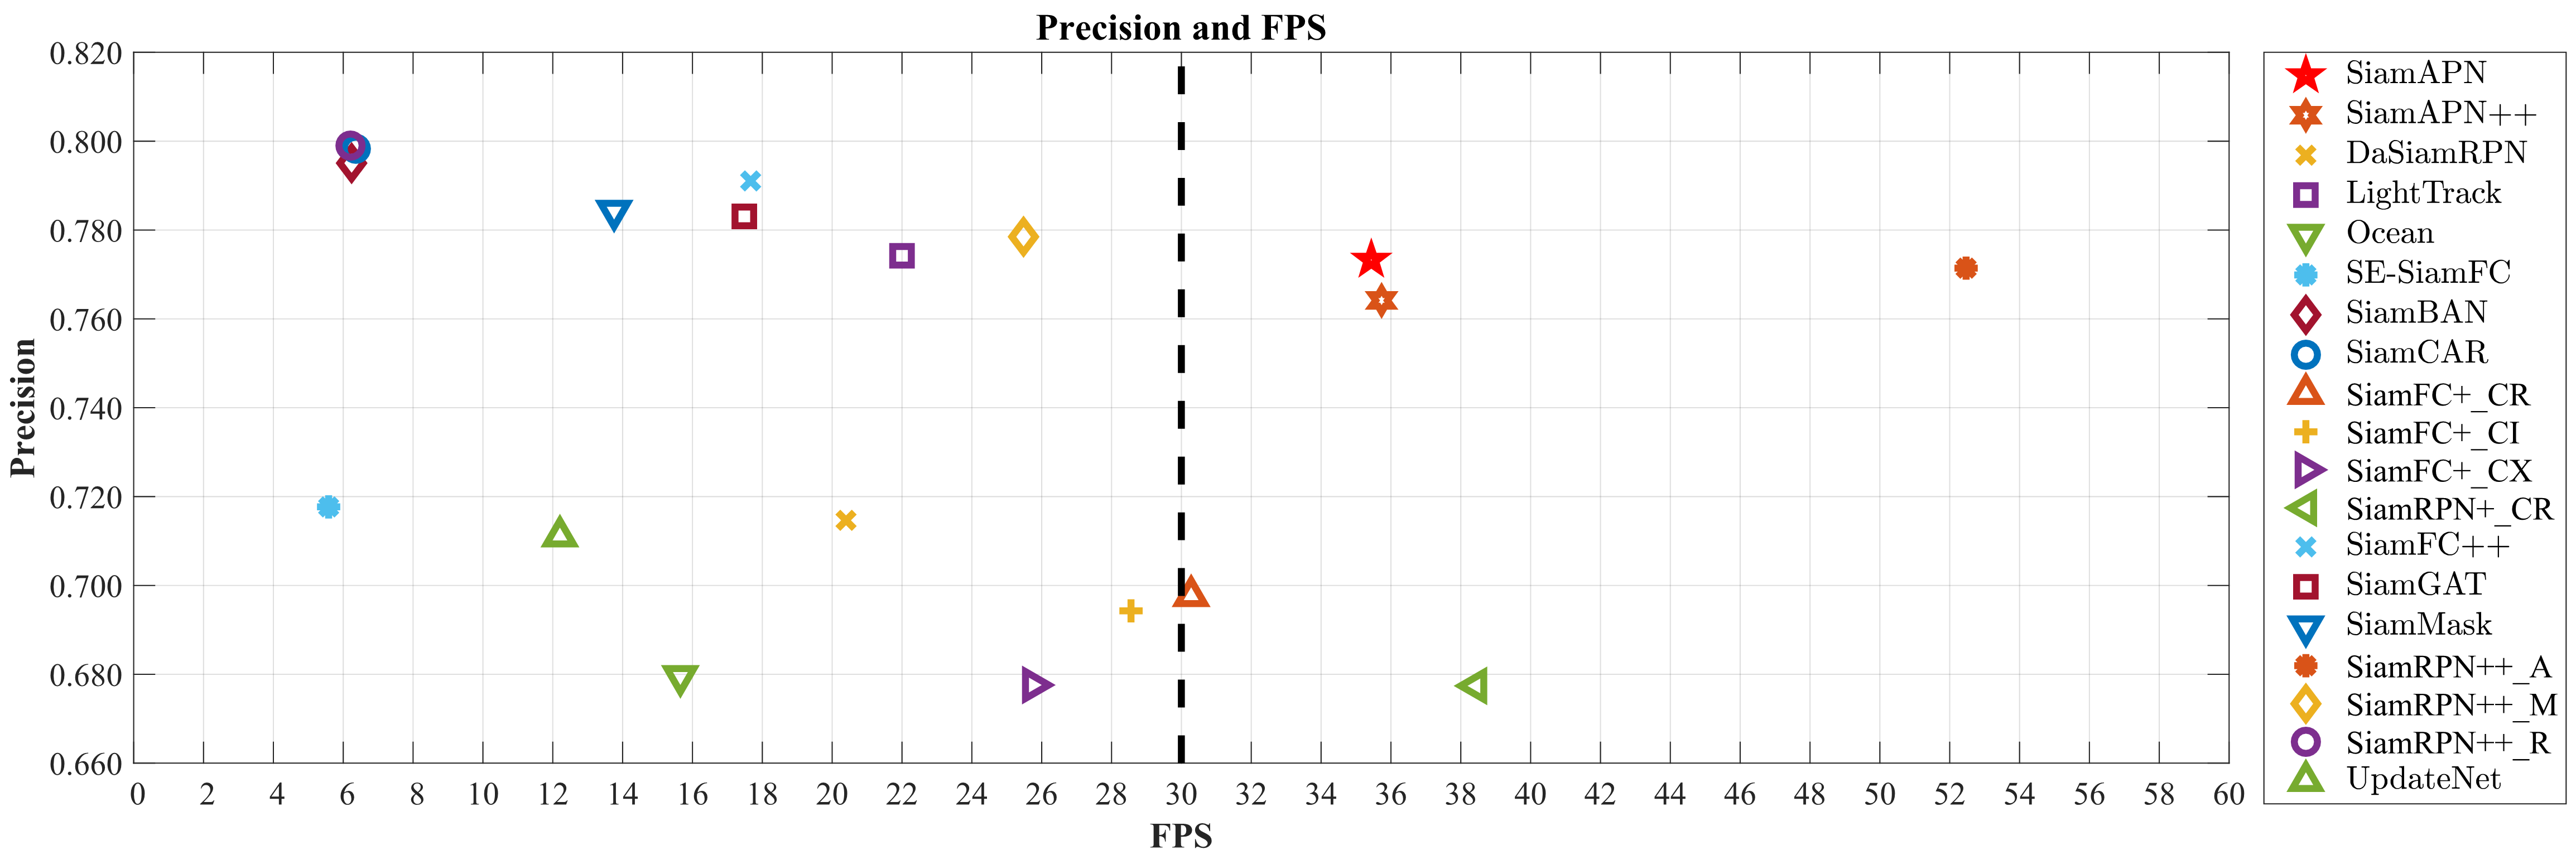 Precision and FPS
0.820
0.800
0.780
0.760
0.740
0.720
0.700
0.680
0.660
Precision
0 2 4 6 8 10 12 14 16 18 20 22 24 26 28 30 32 34 36 38 40 42 44 46 48 50 52 54 56 58 60
FPS
SiamAPN
SiamAPN++
DaSiamRPN
LightTrack
Ocean
SE-SiamFC
SiamBAN
SiamCAR
SiamFC+_CR
SiamFC+_CI
SiamFC+_CX
SiamRPN+_CR
SiamFC++
SiamGAT
SiamMask
SiamRPN++_A
SiamRPN++_M
SiamRPN++_R
UpdateNet